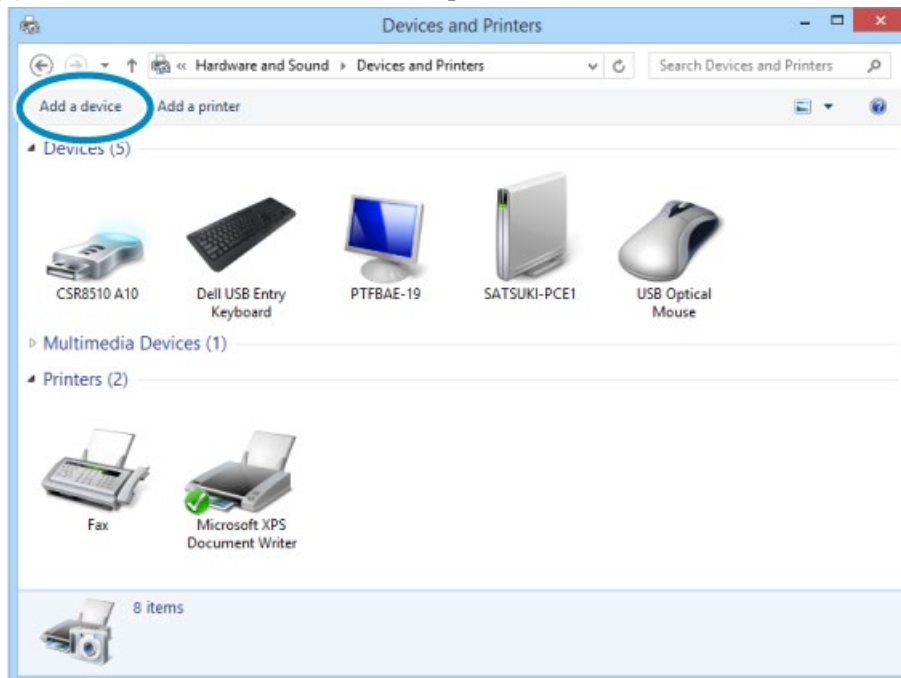 Devices and Printers
« Hardware and Sound ▸ Devices and Printers
Search Devices and Printers
Add a device
Add a printer
Devices (5)
CSR8510 A10
Dell USB Entry
Keyboard
PTFBAE-19
SATSUKI-PCE1
USB Optical
Mouse
Multimedia Devices (1)
Printers (2)
Fax
Microsoft XPS
Document Writer
8 items